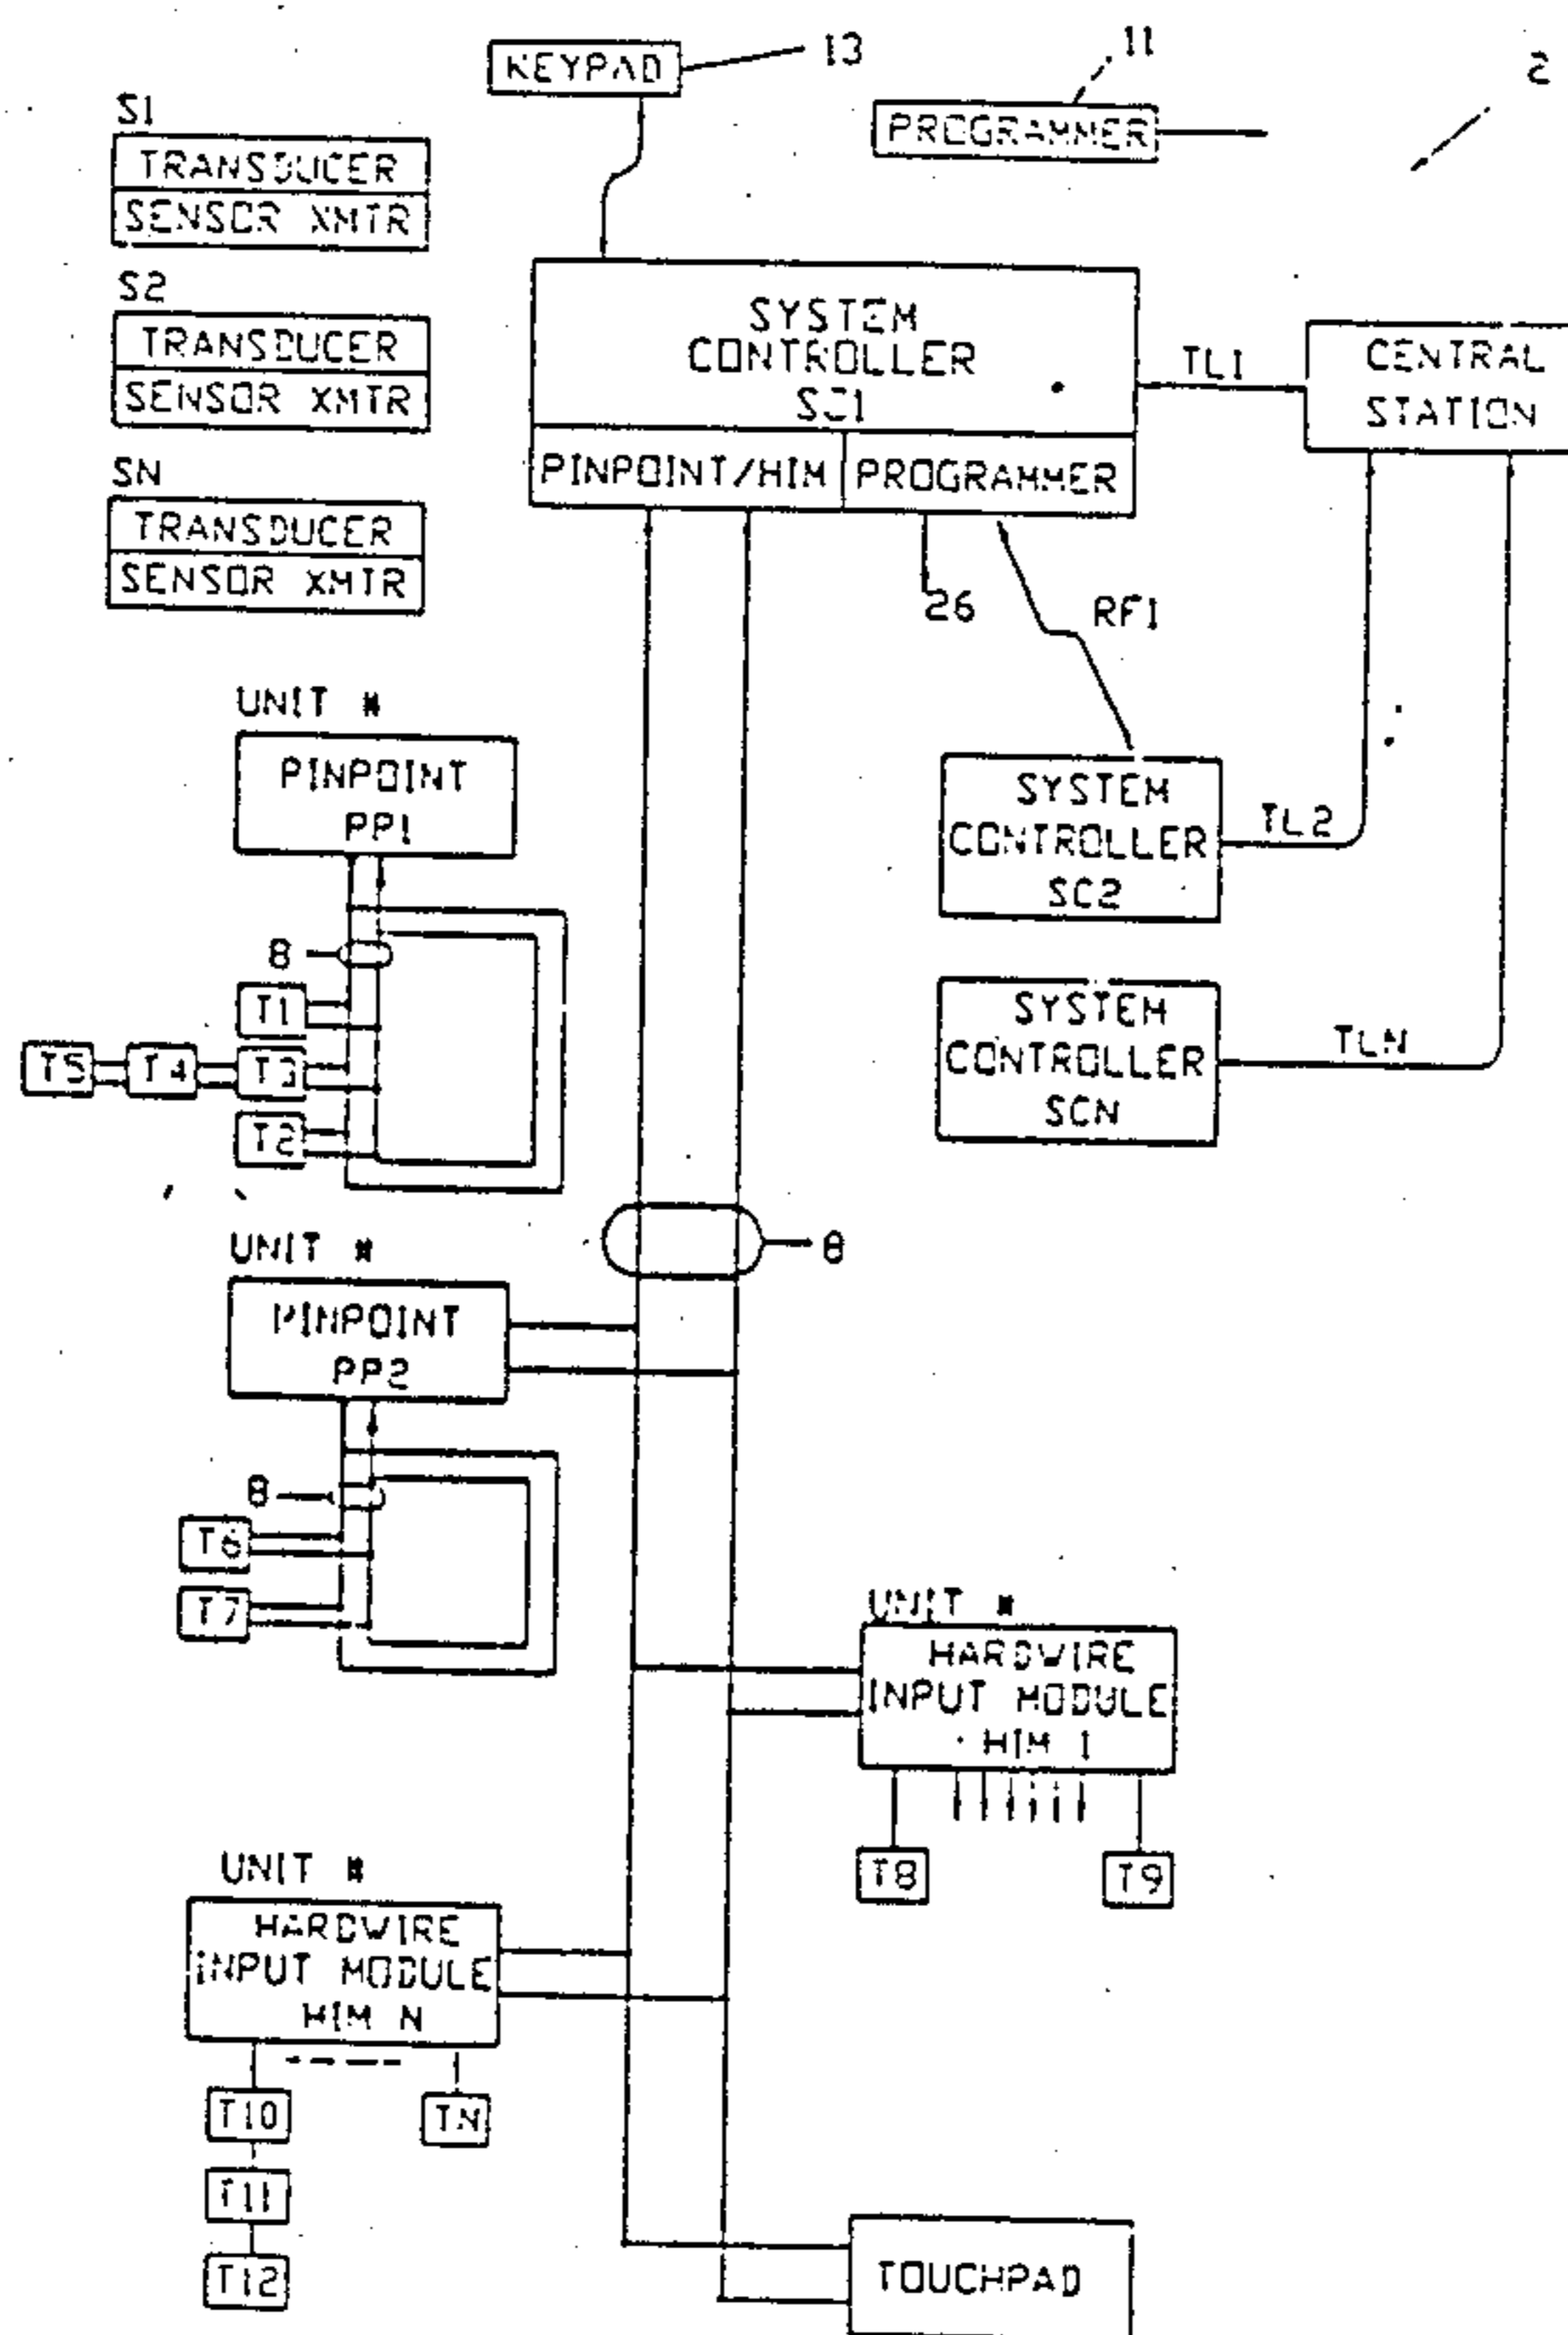 KEYPAD
13
PROGRAMMER
11
2
S1
TRANSDUCER
SENSOR XMTR
S2
TRANSDUCER
SENSOR XMTR
SN
TRANSDUCER
SENSOR XMTR
SYSTEM
CONTROLLER
SC1
PINPOINT/HIM
PROGRAMMER
26
TL1
CENTRAL
STATION
RF1
SYSTEM
CONTROLLER
SC2
TL2
SYSTEM
CONTROLLER
SCN
TLN
UNIT #
PINPOINT
PP1
8
T1
T5
T4
T3
T2
8
UNIT #
PINPOINT
PP2
8
T6
T7
UNIT #
HARDWIRE
INPUT MODULE
HIM 1
T8
T9
UNIT #
HARDWIRE
INPUT MODULE
HIM N
T10
TN
T11
T12
TOUCHPAD